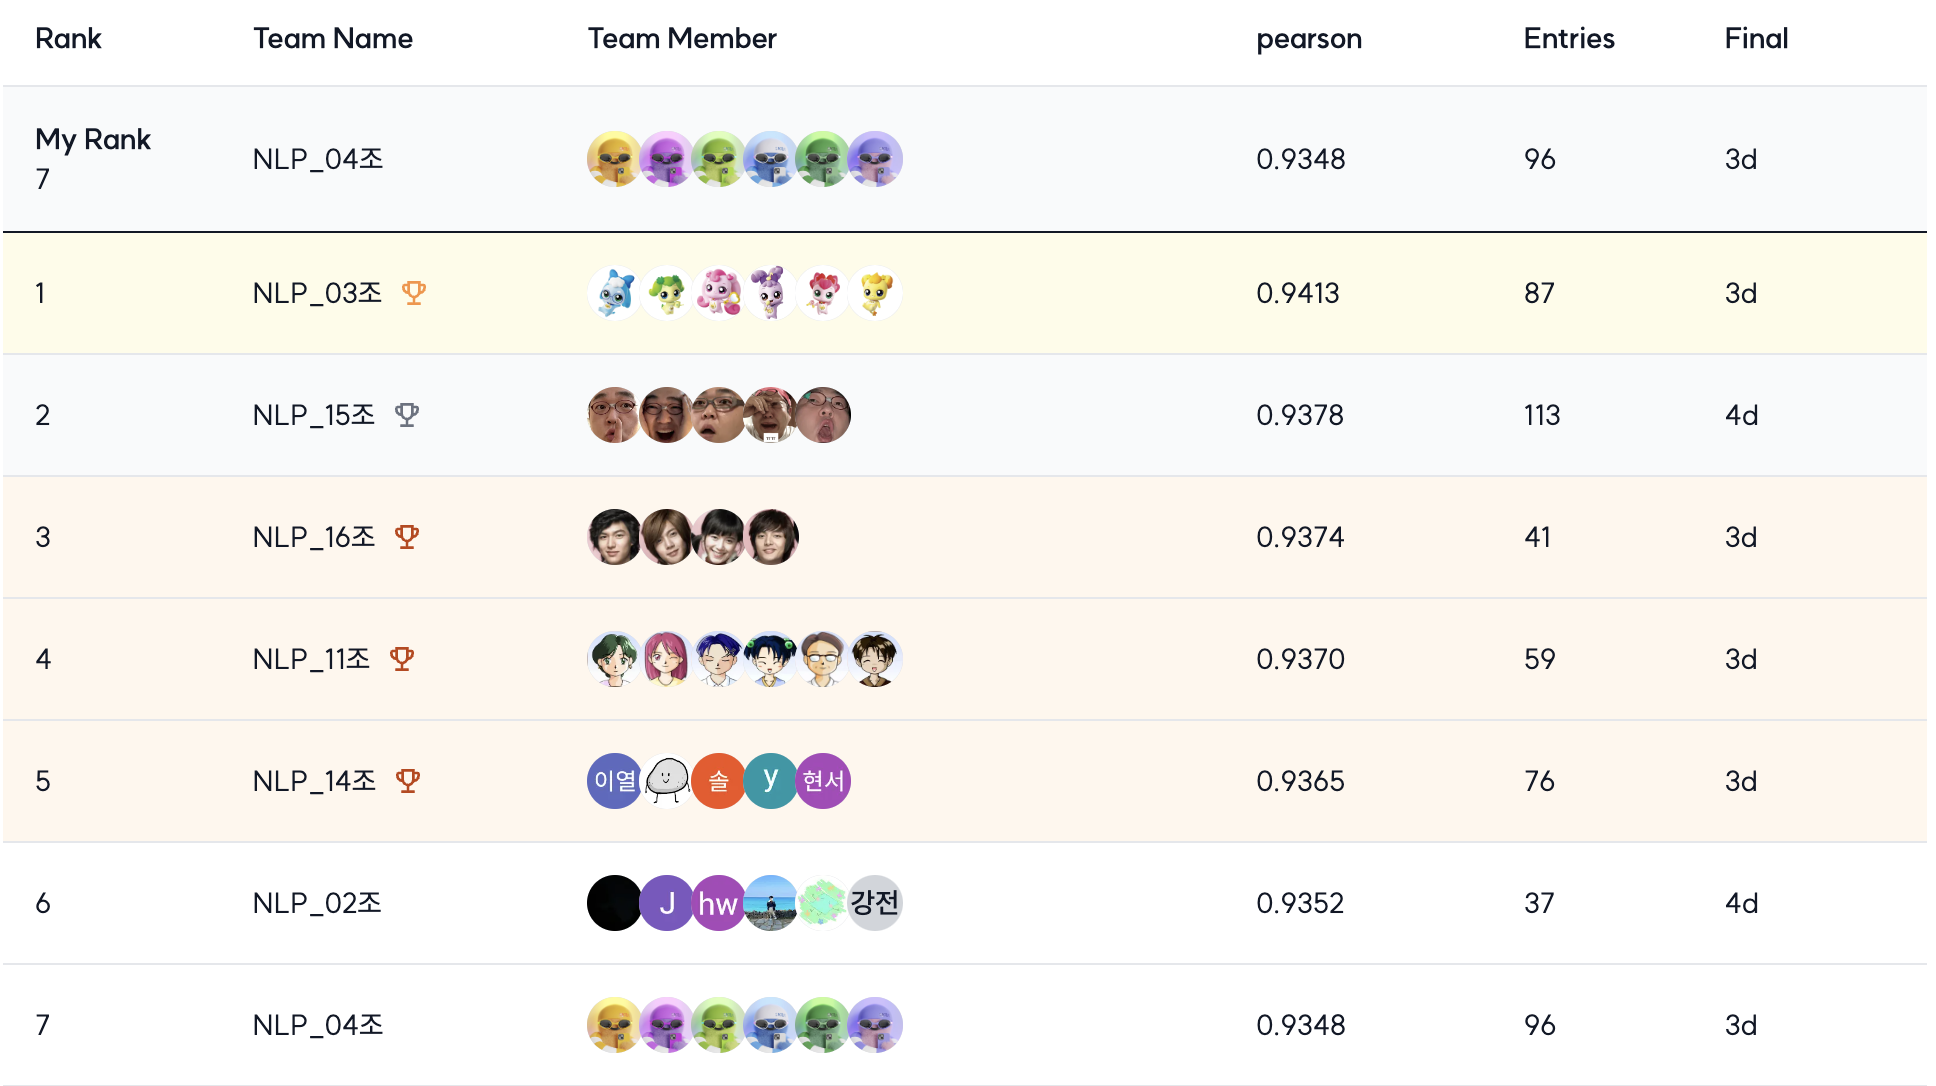 Rank Team Name Team Member pearson Entries Final
My Rank
7 NLP_04조 0.9348 96 3d
1 NLP_03조 0.9413 87 3d
2 NLP_15조 0.9378 113 4d
3 NLP_16조 0.9374 41 3d
4 NLP_11조 0.9370 59 3d
5 NLP_14조 이열 솔 y 현서 0.9365 76 3d
6 NLP_02조 J hw 강전 0.9352 37 4d
7 NLP_04조 0.9348 96 3d